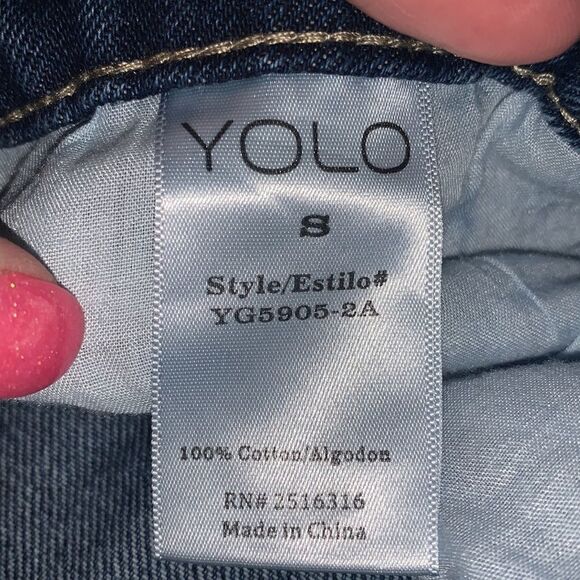 YOLO
S
Style/Estilo#
YG5905-2A
100% Cotton/Algodon
RN# 2516316
Made in China